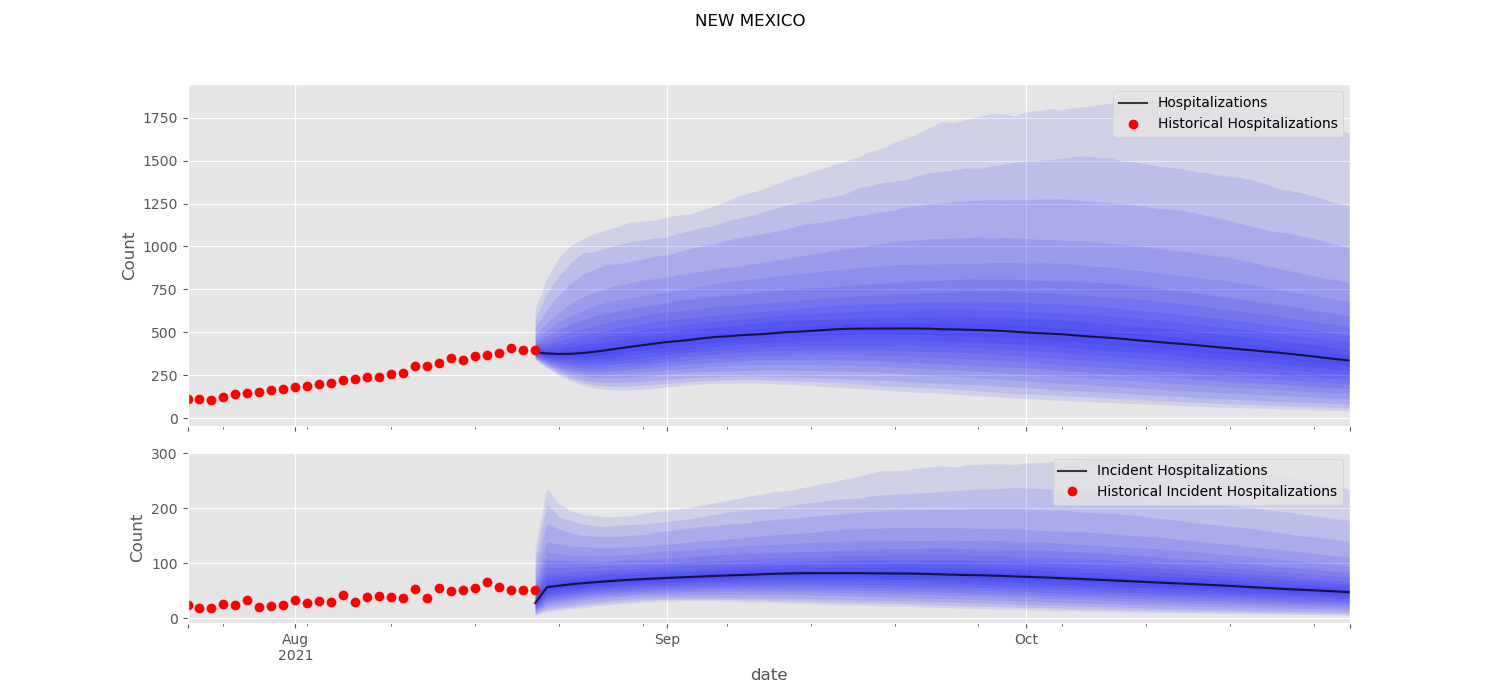 NEW MEXICO
Count
1750
1500
1250
1000
750
500
250
0
Hospitalizations
Historical Hospitalizations
Count
300
200
100
0
Incident Hospitalizations
Historical Incident Hospitalizations
Aug
2021
Sep
Oct
date